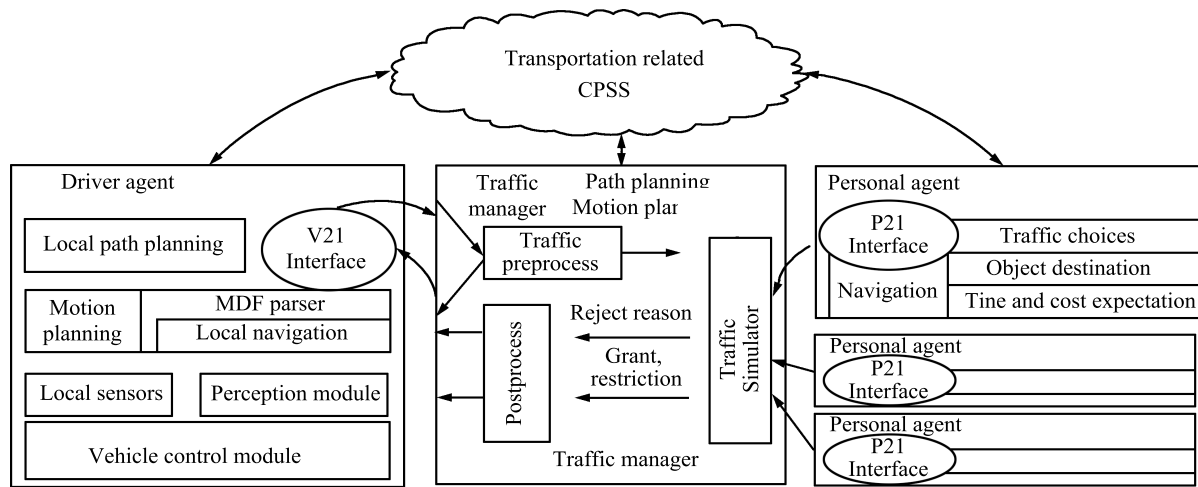 Transportation related
CPSS
Driver agent
Local path planning
V21
Interface
Motion
planning
MDF parser
Local navigation
Local sensors
Perception module
Vehicle control module
Traffic
manager
Path planning
Motion plan
Traffic
preprocess
Postprocess
Reject reason
Grant,
restriction
Traffic
Simulator
Traffic manager
Personal agent
P21
Interface
Traffic choices
Object destination
Navigation
Tine and cost expectation
Personal agent
P21
Interface
Personal agent
P21
Interface